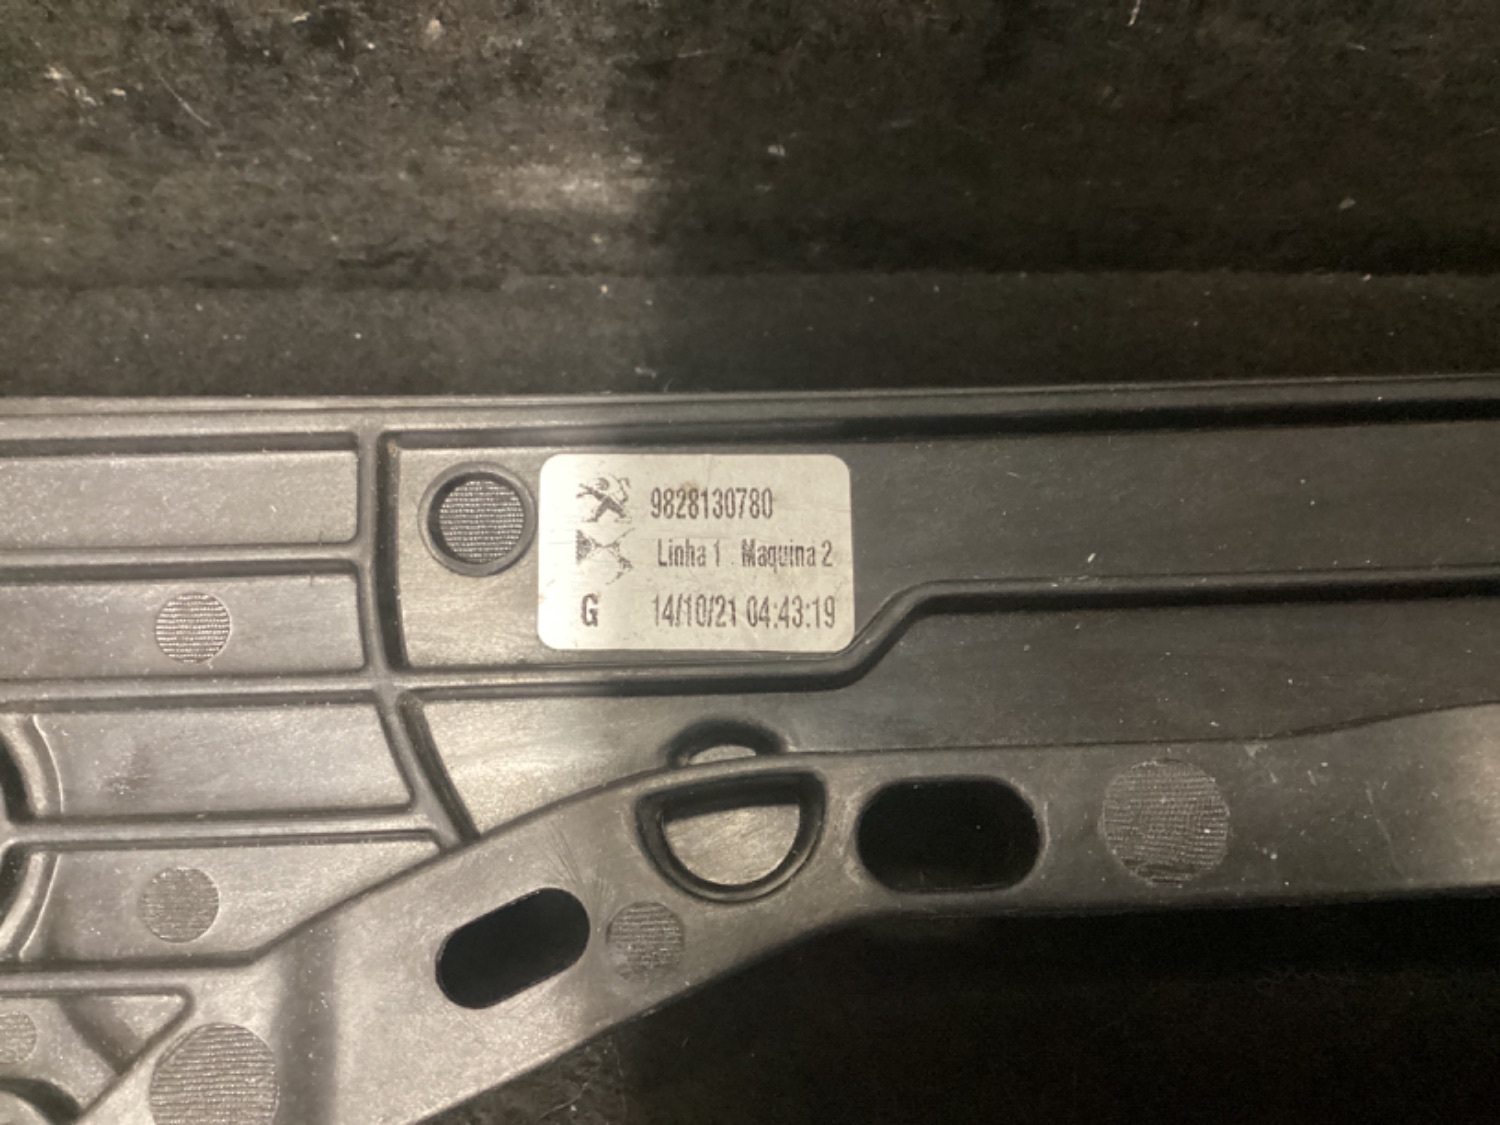 9828130780
Linha 1 . Maquina 2
G 14/10/21 04:43:19